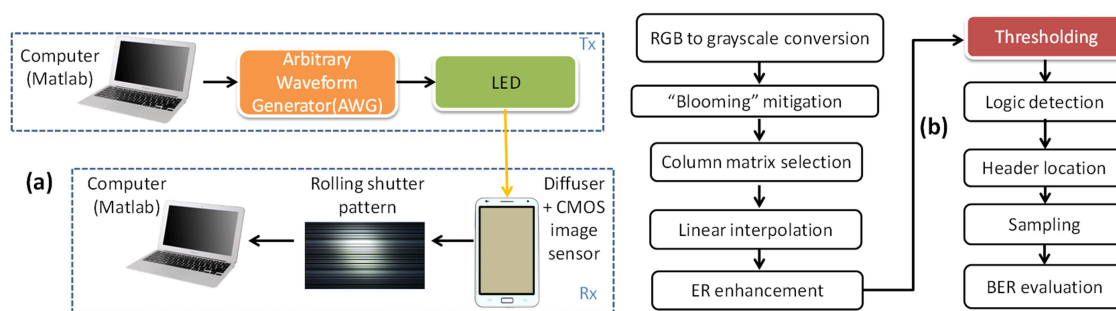 Computer
(Matlab)
Arbitrary
Waveform
Generator(AWG)
LED
Tx
(a)
Computer
(Matlab)
Rolling shutter
pattern
Diffuser
+ CMOS
image
sensor
Rx
RGB to grayscale conversion
“Blooming” mitigation
Column matrix selection
Linear interpolation
ER enhancement
(b)
Thresholding
Logic detection
Header location
Sampling
BER evaluation